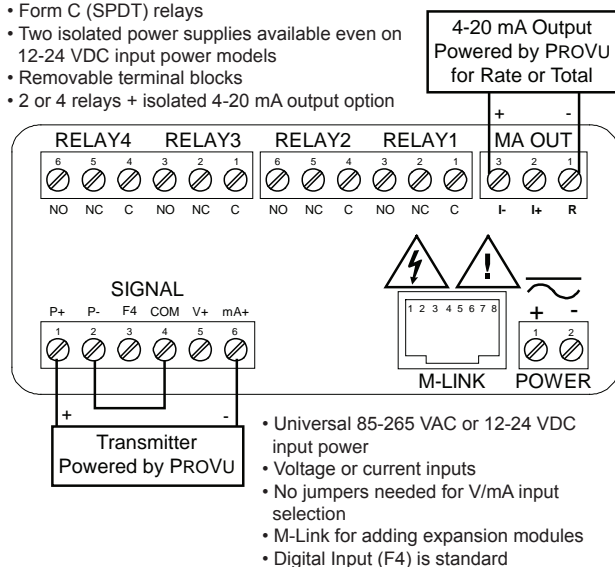 • Form C (SPDT) relays
• Two isolated power supplies available even on
12-24 VDC input power models
• Removable terminal blocks
• 2 or 4 relays + isolated 4-20 mA output option
4-20 mA Output
Powered by PROVU
for Rate or Total
+ -
RELAY4 RELAY3 RELAY2 RELAY1 MA OUT
6 5 4 3 2 1 6 5 4 3 2 1 3 2 1
NO NC C NO NC C NO NC C NO NC C I- I+ R
SIGNAL
P+ P- F4 COM V+ mA+
1 2 3 4 5 6
!
1 2 3 4 5 6 7 8
M-LINK
+ -
1 2
POWER
+ -
Transmitter
Powered by PROVU
• Universal 85-265 VAC or 12-24 VDC
input power
• Voltage or current inputs
• No jumpers needed for V/mA input
selection
• M-Link for adding expansion modules
• Digital Input (F4) is standard